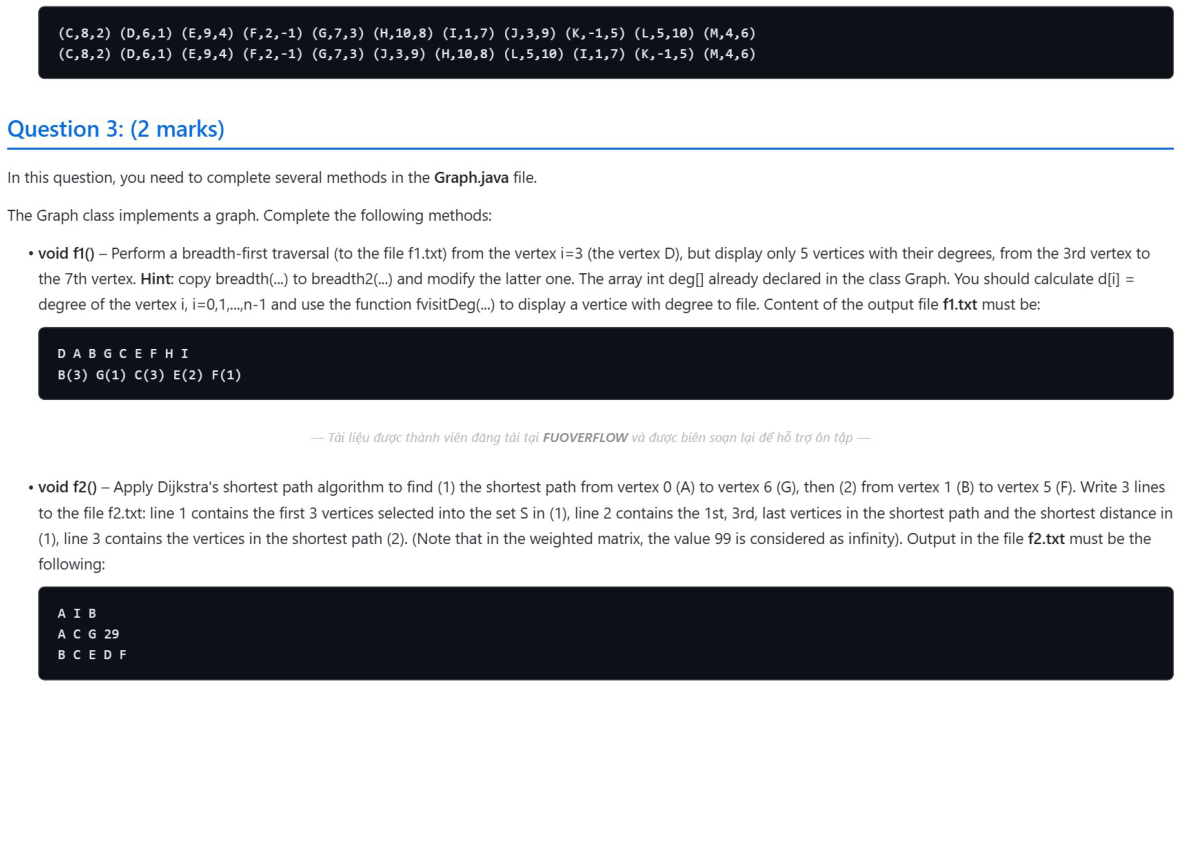 (C,8,2) (D,6,1) (E,9,4) (F,2,-1) (G,7,3) (H,10,8) (I,1,7) (J,3,9) (K,-1,5) (L,5,10) (M,4,6)
(C,8,2) (D,6,1) (E,9,4) (F,2,-1) (G,7,3) (J,3,9) (H,10,8) (L,5,10) (I,1,7) (K,-1,5) (M,4,6)
Question 3: (2 marks)
In this question, you need to complete several methods in the Graph.java file.
The Graph class implements a graph. Complete the following methods:
• void f1() – Perform a breadth-first traversal (to the file f1.txt) from the vertex i=3 (the vertex D), but display only 5 vertices with their degrees, from the 3rd vertex to
the 7th vertex. Hint: copy breadth(...) to breadth2(...) and modify the latter one. The array int deg[] already declared in the class Graph. You should calculate d[i] =
degree of the vertex i, i=0,1,...,n-1 and use the function fvisitDeg(...) to display a vertice with degree to file. Content of the output file f1.txt must be:
D A B G C E F H I
B(3) G(1) C(3) E(2) F(1)
— Tài liệu được thành viên đăng tải tại FUOVERFLOW và được biên soạn lại để hỗ trợ ôn tập —
• void f2() – Apply Dijkstra's shortest path algorithm to find (1) the shortest path from vertex 0 (A) to vertex 6 (G), then (2) from vertex 1 (B) to vertex 5 (F). Write 3 lines
to the file f2.txt: line 1 contains the first 3 vertices selected into the set S in (1), line 2 contains the 1st, 3rd, last vertices in the shortest path and the shortest distance in
(1), line 3 contains the vertices in the shortest path (2). (Note that in the weighted matrix, the value 99 is considered as infinity). Output in the file f2.txt must be the
following:
A I B
A C G 29
B C E D F